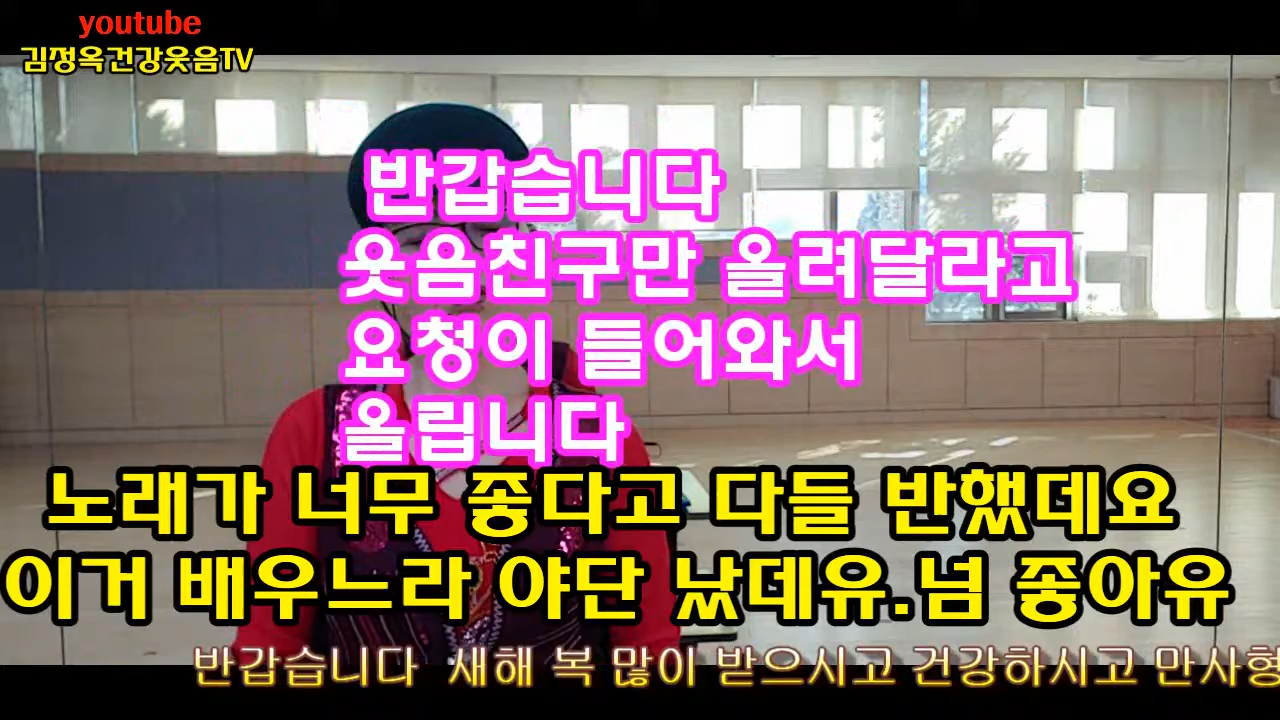 youtube
김정옥건강웃음TV
반갑습니다
웃음친구만 올려달라고
요청이 들어와서
올립니다
노래가 너무 좋다고 다들 반했데요
이거 배우느라 야단 났데유.넘 좋아유
반갑습니다 새해 복 많이 받으시고 건강하시고 만사형